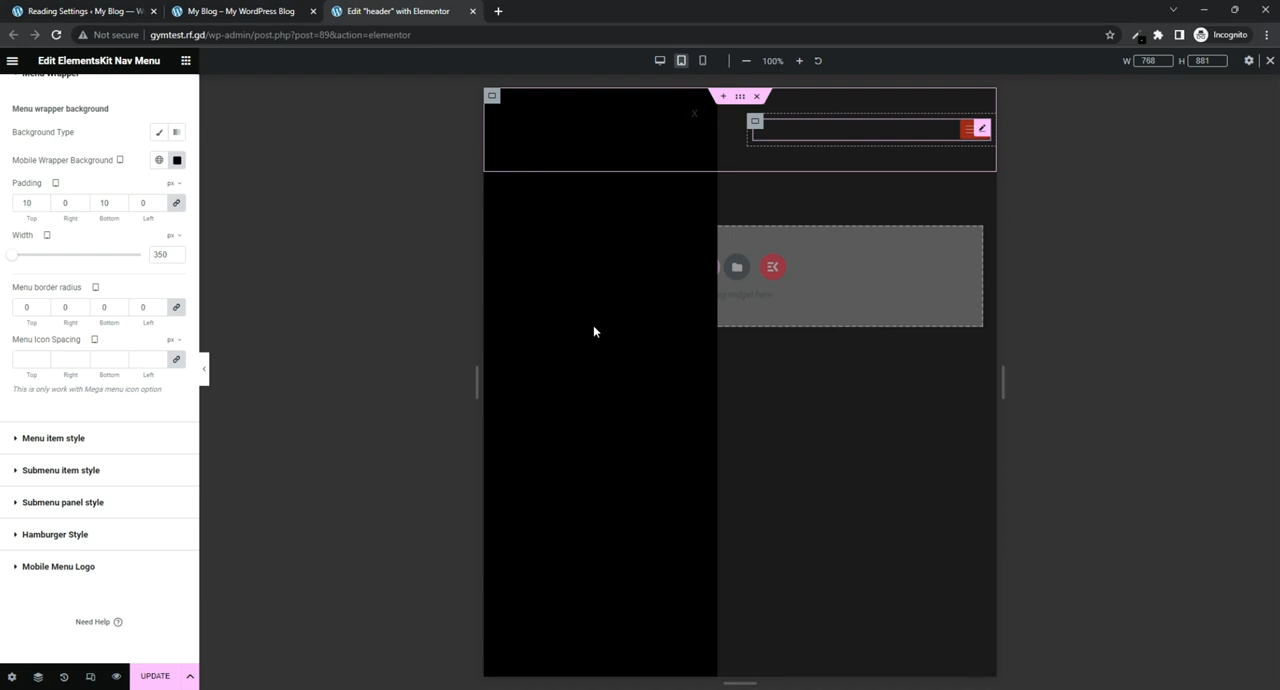 Reading Settings ‹ My Blog — W
My Blog – My WordPress Blog
Edit "header" with Elementor
Not secure
gymtest.rf.gd/wp-admin/post.php?post=89&action=elementor
Incognito
Edit ElementsKit Nav Menu
100%
W 768 H 881
Menu Wrapper
Menu wrapper background
Background Type
Mobile Wrapper Background
Padding px
10 0 10 0
Top Right Bottom Left
Width px
350
Menu border radius
0 0 0 0
Top Right Bottom Left
Menu Icon Spacing px
Top Right Bottom Left
This is only work with Mega menu icon option
Menu item style
Submenu item style
Submenu panel style
Hamburger Style
Mobile Menu Logo
Need Help
UPDATE
X
widget here